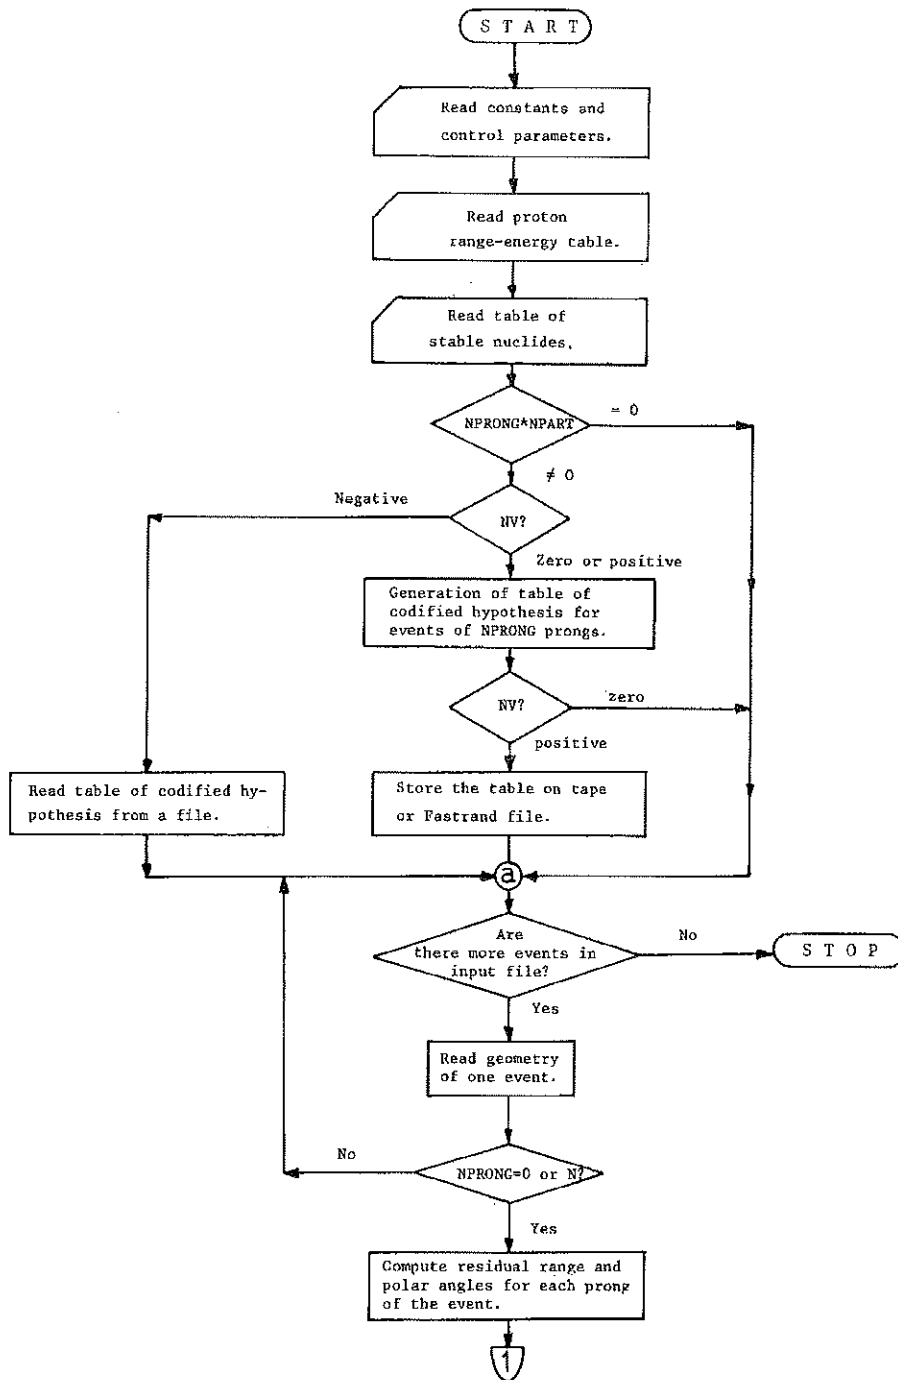 S T A R T
Read constants and
control parameters.
Read proton
range-energy table.
Read table of
stable nuclides.
NPRONG*NPART
= 0
≠ 0
Negative
NV?
Zero or positive
Generation of table of
codified hypothesis for
events of NPRONG prongs.
NV?
zero
positive
Read table of codified hy-
pothesis from a file.
Store the table on tape
or Fastrand file.
a
Are
there more events in
input file?
No
S T O P
Yes
Read geometry
of one event.
No
NPRONG=0 or N?
Yes
Compute residual range and
polar angles for each prong
of the event.
1